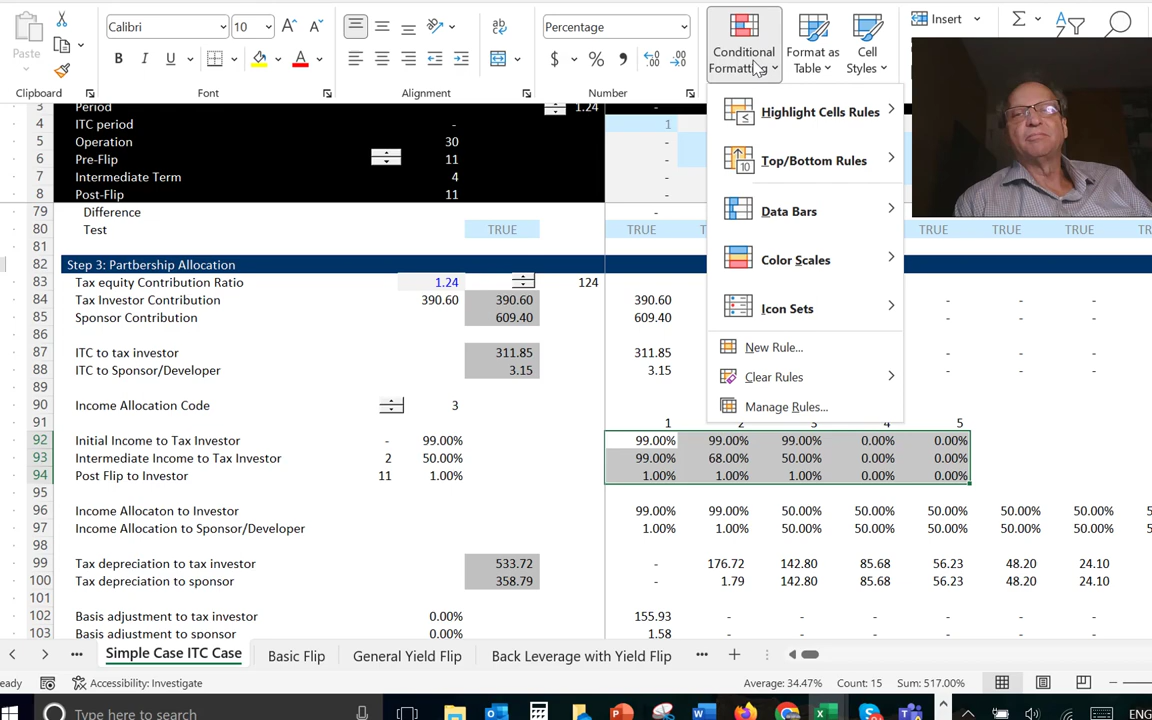 Calibri 10 Percentage Insert
Paste B I U A $ % Conditional Formatting Format as Table Cell Styles
Clipboard Font Alignment Number
Highlight Cells Rules
Top/Bottom Rules
Data Bars
Color Scales
Icon Sets
New Rule...
Clear Rules
Manage Rules...
3 Period 1.24 -
4 ITC period - 1
5 Operation 30 -
6 Pre-Flip 11 -
7 Intermediate Term 4 -
8 Post-Flip 11 -
79 Difference -
80 Test TRUE TRUE TRUE TRUE TRUE
81
82 Step 3: Partbership Allocation
83 Tax equity Contribution Ratio 1.24 124
84 Tax Investor Contribution 390.60 390.60 390.60 - - -
85 Sponsor Contribution 609.40 609.40 - - -
86
87 ITC to tax investor 311.85 311.85 - - -
88 ITC to Sponsor/Developer 3.15 3.15 - - -
89
90 Income Allocation Code 3
91 1 2 3 4 5
92 Initial Income to Tax Investor - 99.00% 99.00% 99.00% 99.00% 0.00% 0.00%
93 Intermediate Income to Tax Investor 2 50.00% 99.00% 68.00% 50.00% 0.00% 0.00%
94 Post Flip to Investor 11 1.00% 1.00% 1.00% 1.00% 0.00% 0.00%
95
96 Income Allocaton to Investor 99.00% 99.00% 50.00% 50.00% 50.00% 50.00% 50.00% 5
97 Income Allocation to Sponsor/Developer 1.00% 1.00% 50.00% 50.00% 50.00% 50.00% 50.00% 5
98
99 Tax depreciation to tax investor 533.72 - 176.72 142.80 85.68 56.23 48.20 24.10
100 Tax depreciation to sponsor 358.79 - 1.79 142.80 85.68 56.23 48.20 24.10
101
102 Basis adjustment to tax investor 0.00% 155.93 - - - - - -
103 Basis adjustment to sponsor 0.00% 1.58 - - - - - -
Simple Case ITC Case Basic Flip General Yield Flip Back Leverage with Yield Flip
eady Accessibility: Investigate Average: 34.47% Count: 15 Sum: 517.00%
Type here to search ENG